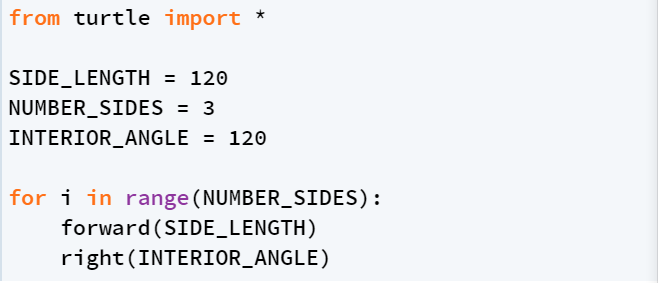 from turtle import *
SIDE_LENGTH = 120
NUMBER_SIDES = 3
INTERIOR_ANGLE = 120
for i in range(NUMBER_SIDES):
    forward(SIDE_LENGTH)
    right(INTERIOR_ANGLE)